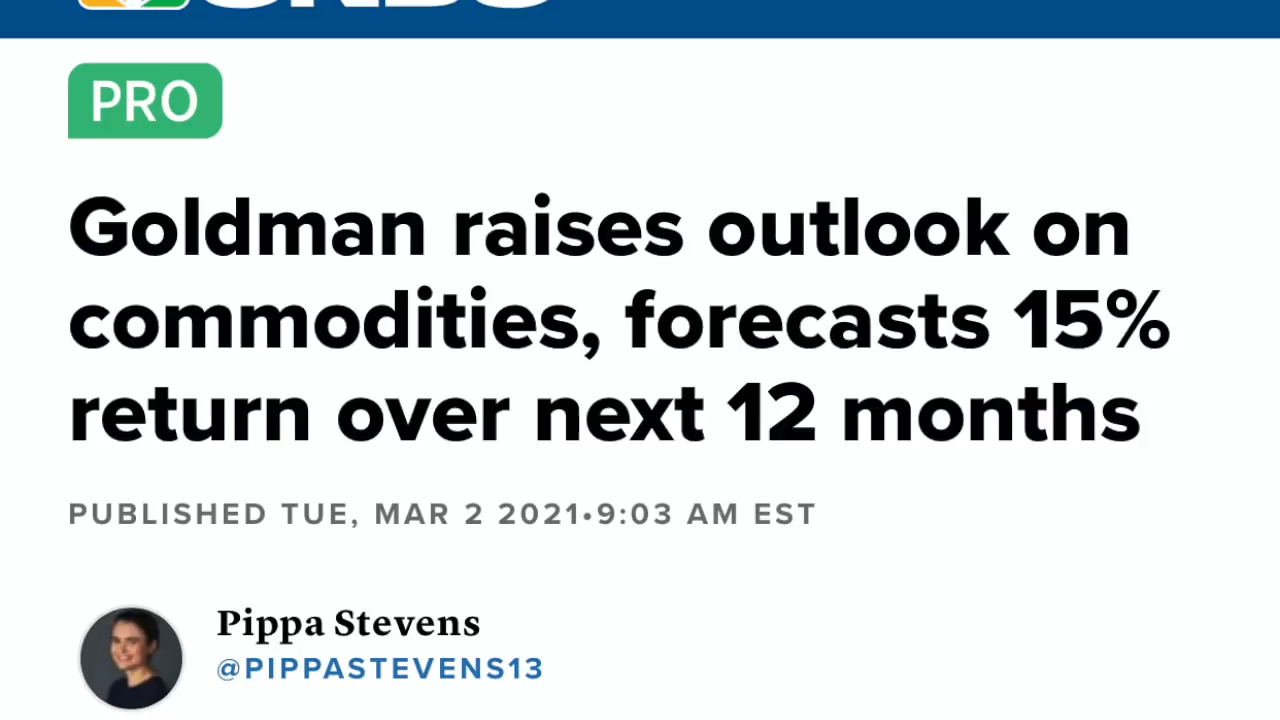 PRO
Goldman raises outlook on
commodities, forecasts 15%
return over next 12 months
PUBLISHED TUE, MAR 2 2021•9:03 AM EST
Pippa Stevens
@PIPPASTEVENS13